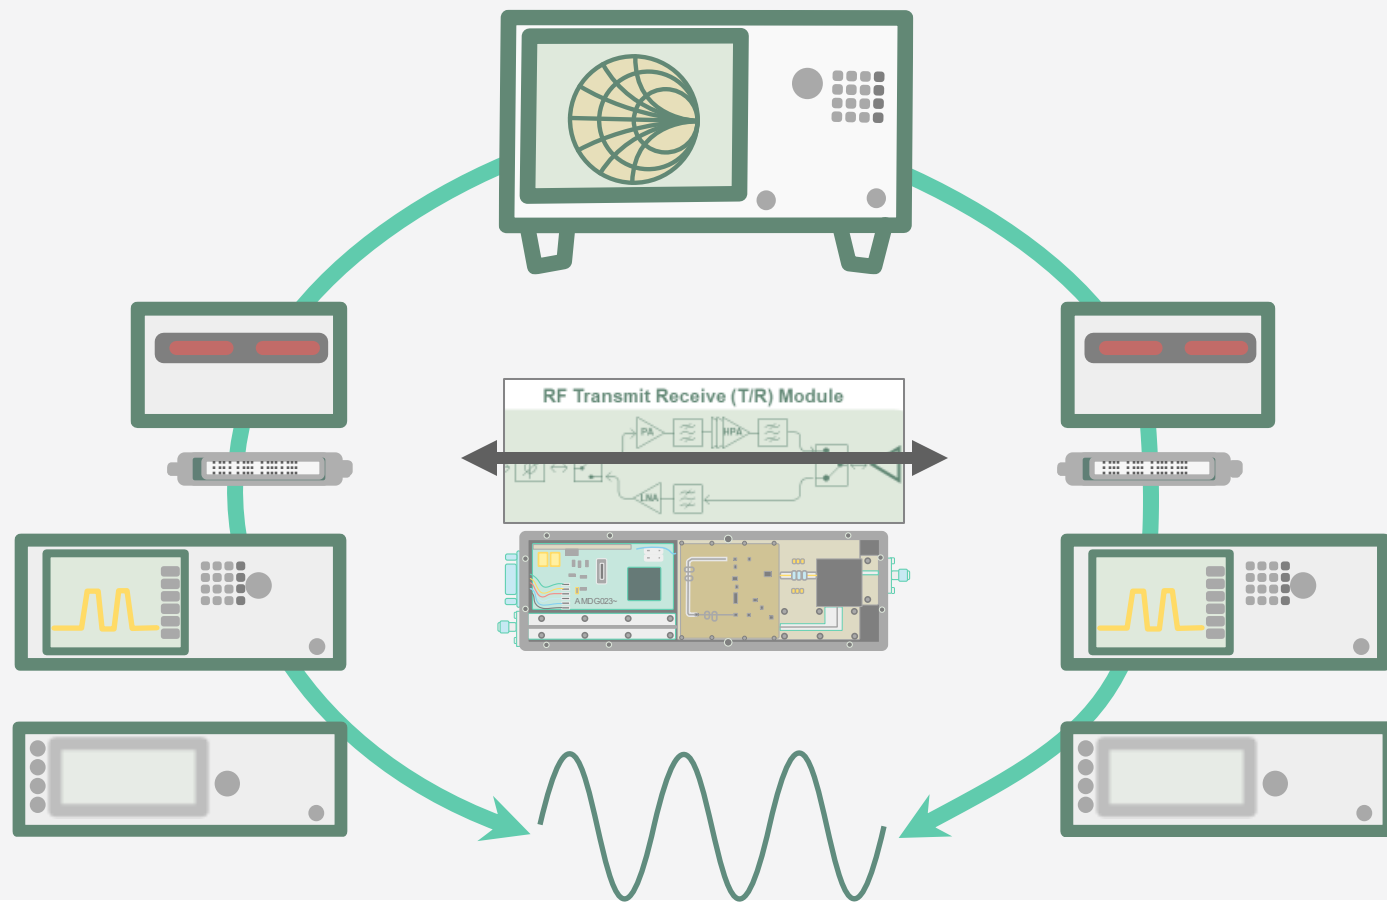 RF Transmit Receive (T/R) Module
PA
HPA
LNA
AMDG023~